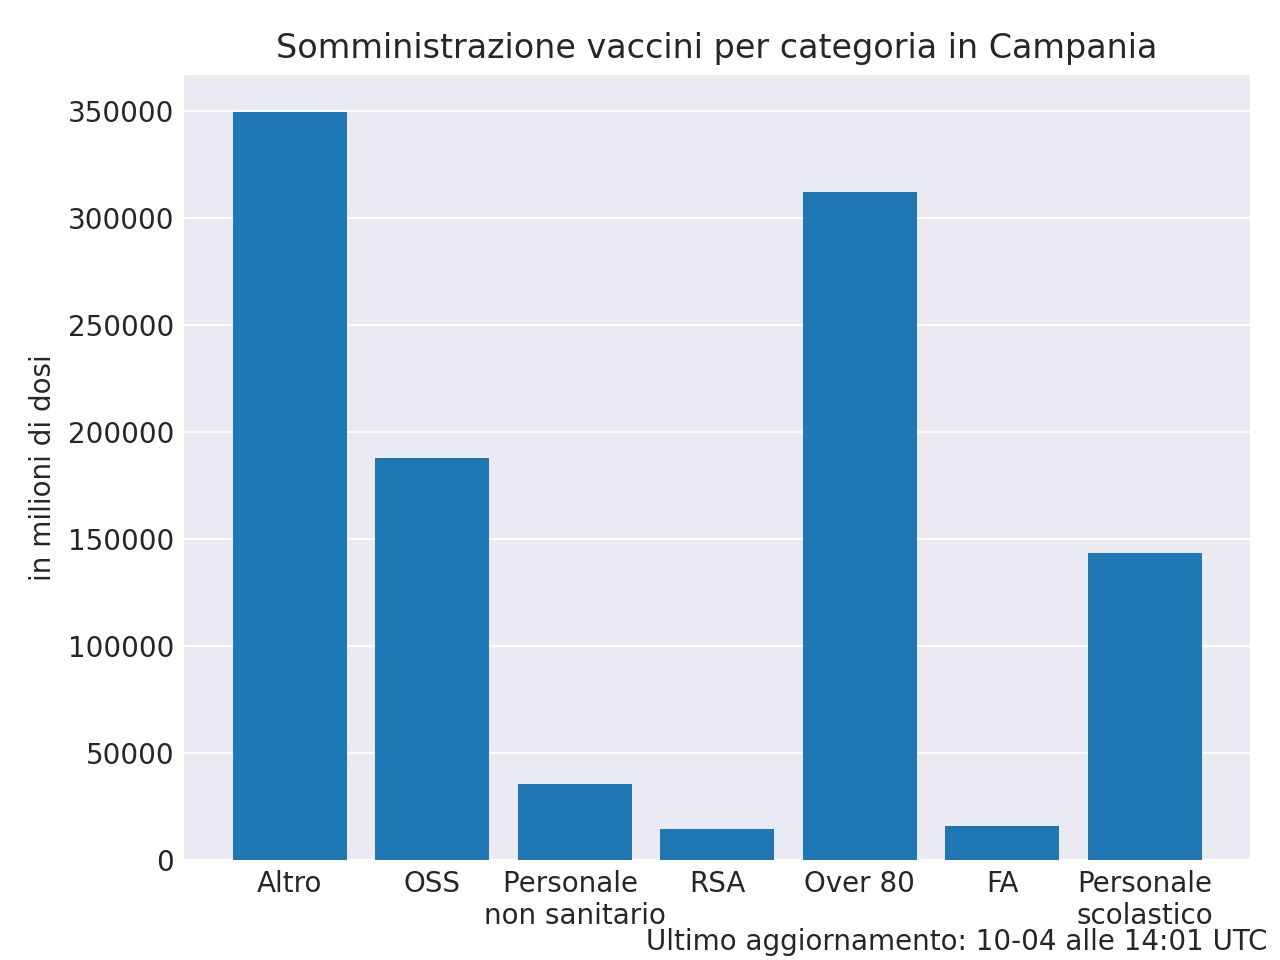 Somministrazione vaccini per categoria in Campania
in milioni di dosi
350000
300000
250000
200000
150000
100000
50000
0
Altro OSS Personale RSA Over 80 FA Personale
non sanitario scolastico
Ultimo aggiornamento: 10-04 alle 14:01 UTC